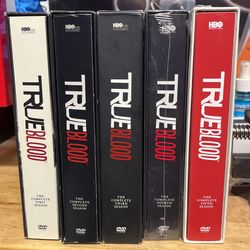 HBO
TRUE BLOOD
THE COMPLETE FIRST SEASON
DVD
HBO
TRUE BLOOD
THE COMPLETE SECOND SEASON
DVD
HBO
TRUE BLOOD
THE COMPLETE THIRD SEASON
DVD
HBO
TRUE BLOOD
THE COMPLETE FOURTH SEASON
HBO
TRUE BLOOD
THE COMPLETE FIFTH SEASON
DVD